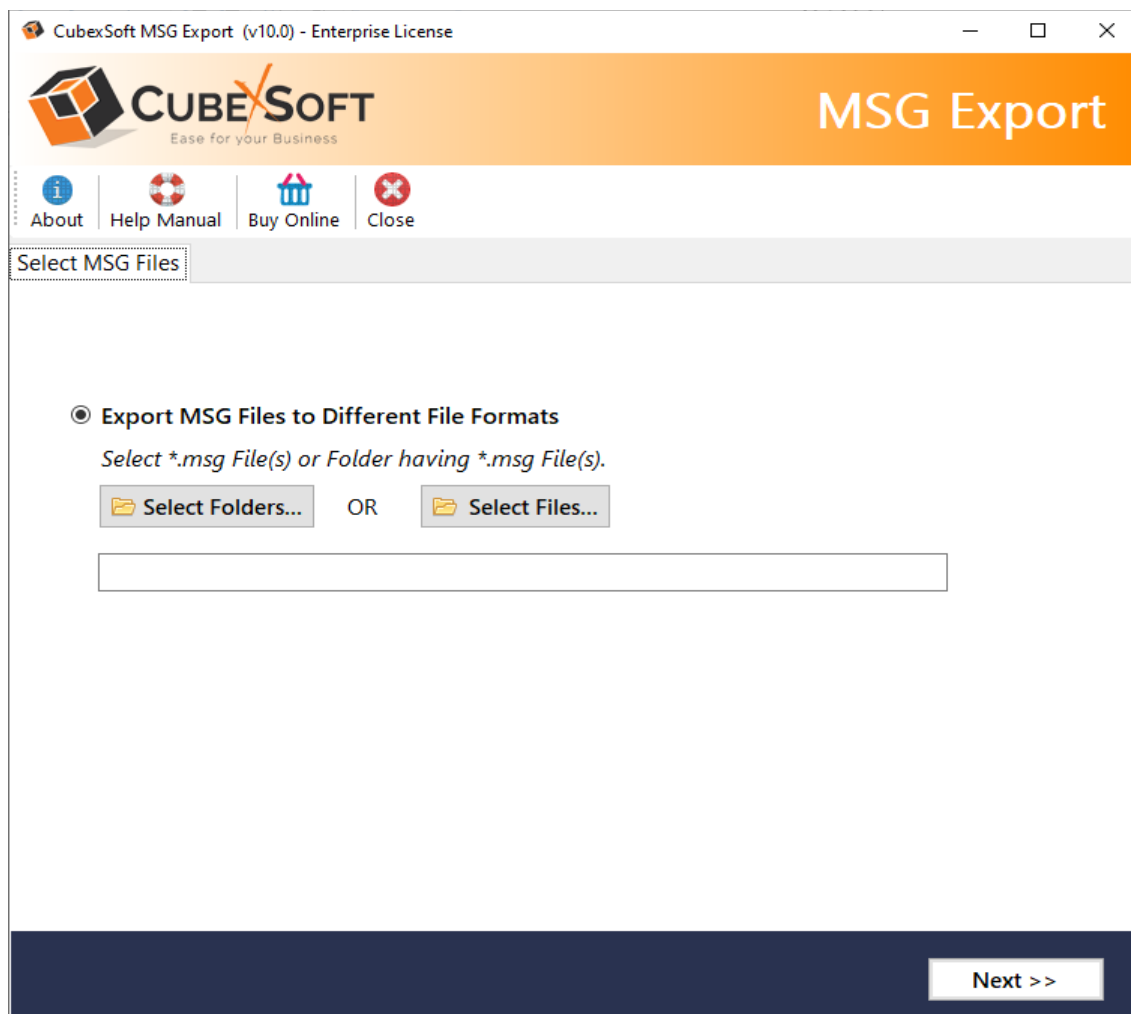 CubexSoft MSG Export (v10.0) - Enterprise License
CUBEXSOFT
Ease for your Business
MSG Export
About Help Manual Buy Online Close
Select MSG Files
Export MSG Files to Different File Formats
Select *.msg File(s) or Folder having *.msg File(s).
Select Folders... OR Select Files...
Next >>